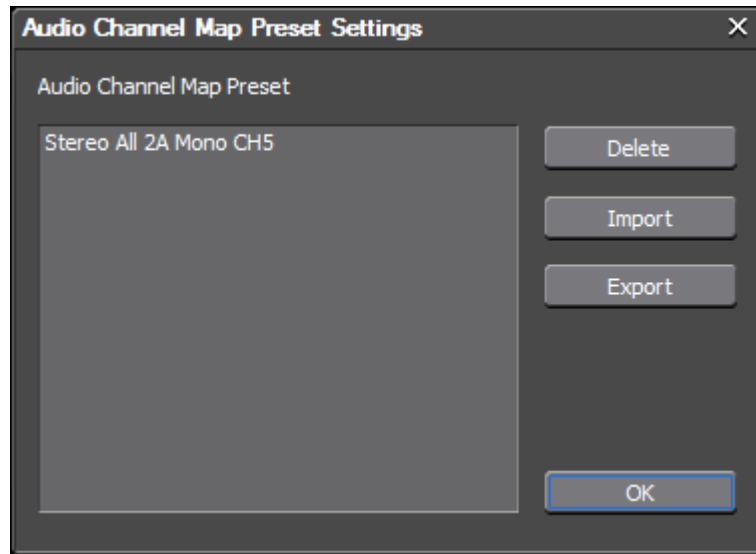 Audio Channel Map Preset Settings
Audio Channel Map Preset
Stereo All 2A Mono CH5
Delete
Import
Export
OK